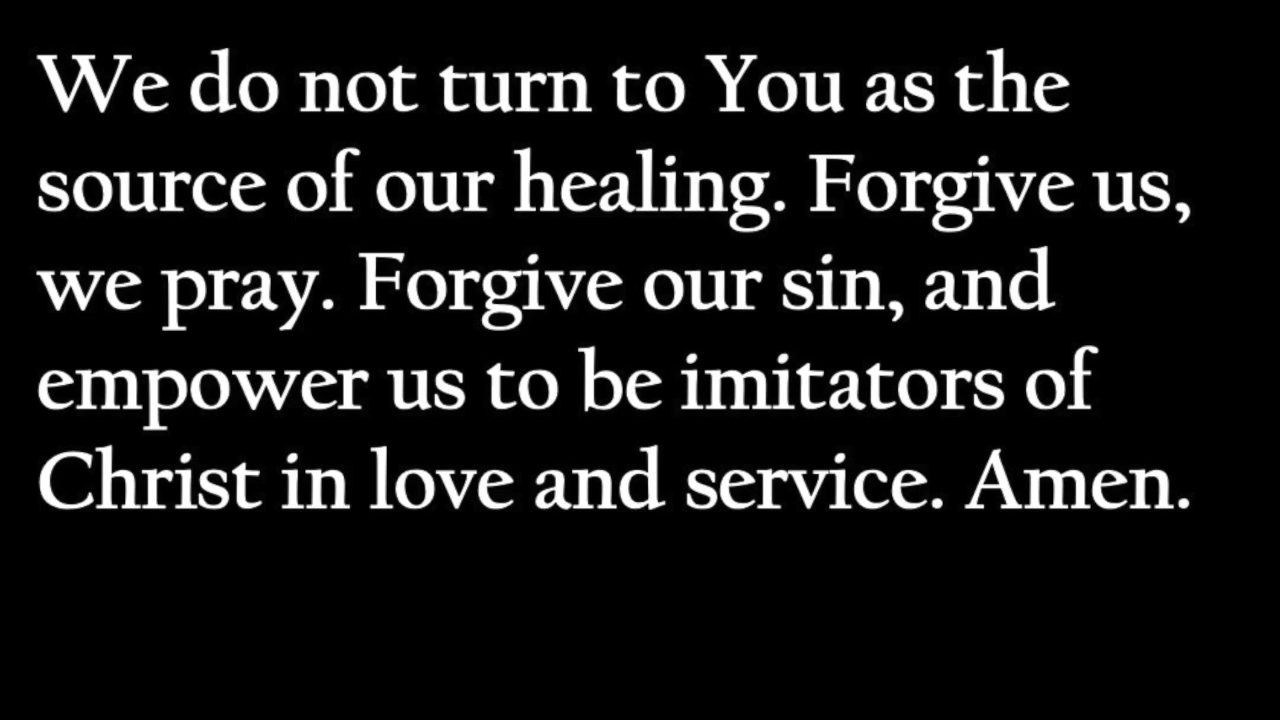 We do not turn to You as the
source of our healing. Forgive us,
we pray. Forgive our sin, and
empower us to be imitators of
Christ in love and service. Amen.